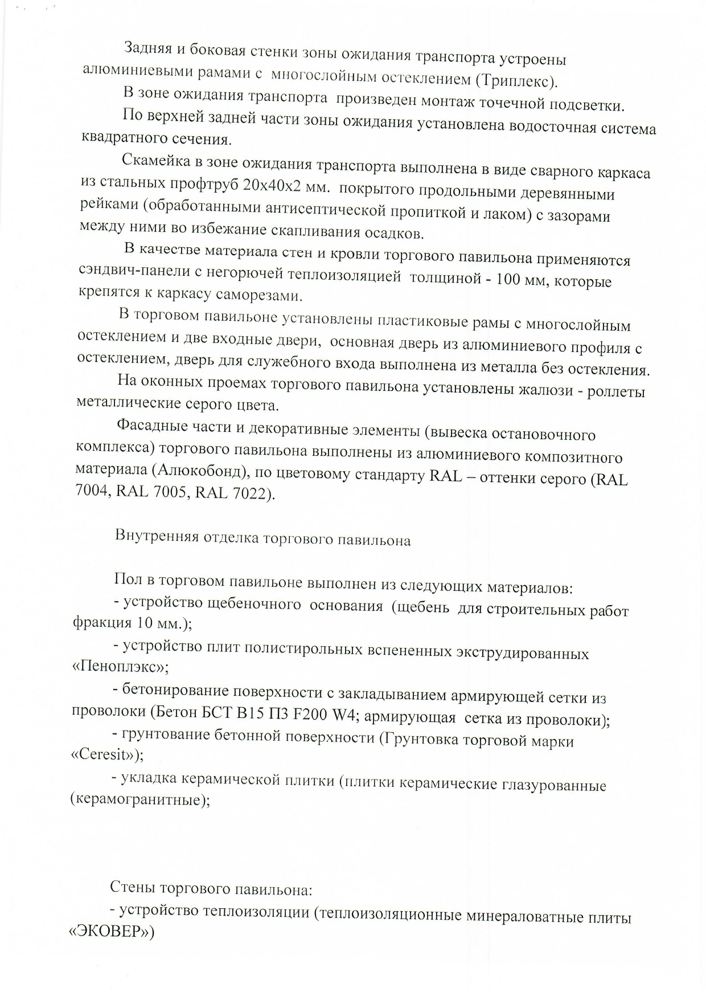 Задняя и боковая стенки зоны ожидания транспорта устроены
алюминиевыми рамами с многослойным остеклением (Триплекс).
В зоне ожидания транспорта произведен монтаж точечной подсветки.
По верхней задней части зоны ожидания установлена водосточная система
квадратного сечения.
Скамейка в зоне ожидания транспорта выполнена в виде сварного каркаса
из стальных профтруб 20х40х2 мм. покрытого продольными деревянными
рейками (обработанными антисептической пропиткой и лаком) с зазорами
между ними во избежание скапливания осадков.
В качестве материала стен и кровли торгового павильона применяются
сэндвич-панели с негорючей теплоизоляцией толщиной - 100 мм, которые
крепятся к каркасу саморезами.
В торговом павильоне установлены пластиковые рамы с многослойным
остеклением и две входные двери, основная дверь из алюминиевого профиля с
остеклением, дверь для служебного входа выполнена из металла без остекления.
На оконных проемах торгового павильона установлены жалюзи - роллеты
металлические серого цвета.
Фасадные части и декоративные элементы (вывеска остановочного
комплекса) торгового павильона выполнены из алюминиевого композитного
материала (Алюкобонд), по цветовому стандарту RAL – оттенки серого (RAL
7004, RAL 7005, RAL 7022).
Внутренняя отделка торгового павильона
Пол в торговом павильоне выполнен из следующих материалов:
- устройство щебеночного основания (щебень для строительных работ
фракция 10 мм.);
- устройство плит полистирольных вспененных экструдированных
«Пеноплэкс»;
- бетонирование поверхности с закладыванием армирующей сетки из
проволоки (Бетон БСТ В15 П3 F200 W4; армирующая сетка из проволоки);
- грунтование бетонной поверхности (Грунтовка торговой марки
«Ceresit»);
- укладка керамической плитки (плитки керамические глазурованные
(керамогранитные);
Стены торгового павильона:
- устройство теплоизоляции (теплоизоляционные минераловатные плиты
«ЭКОВЕР»)